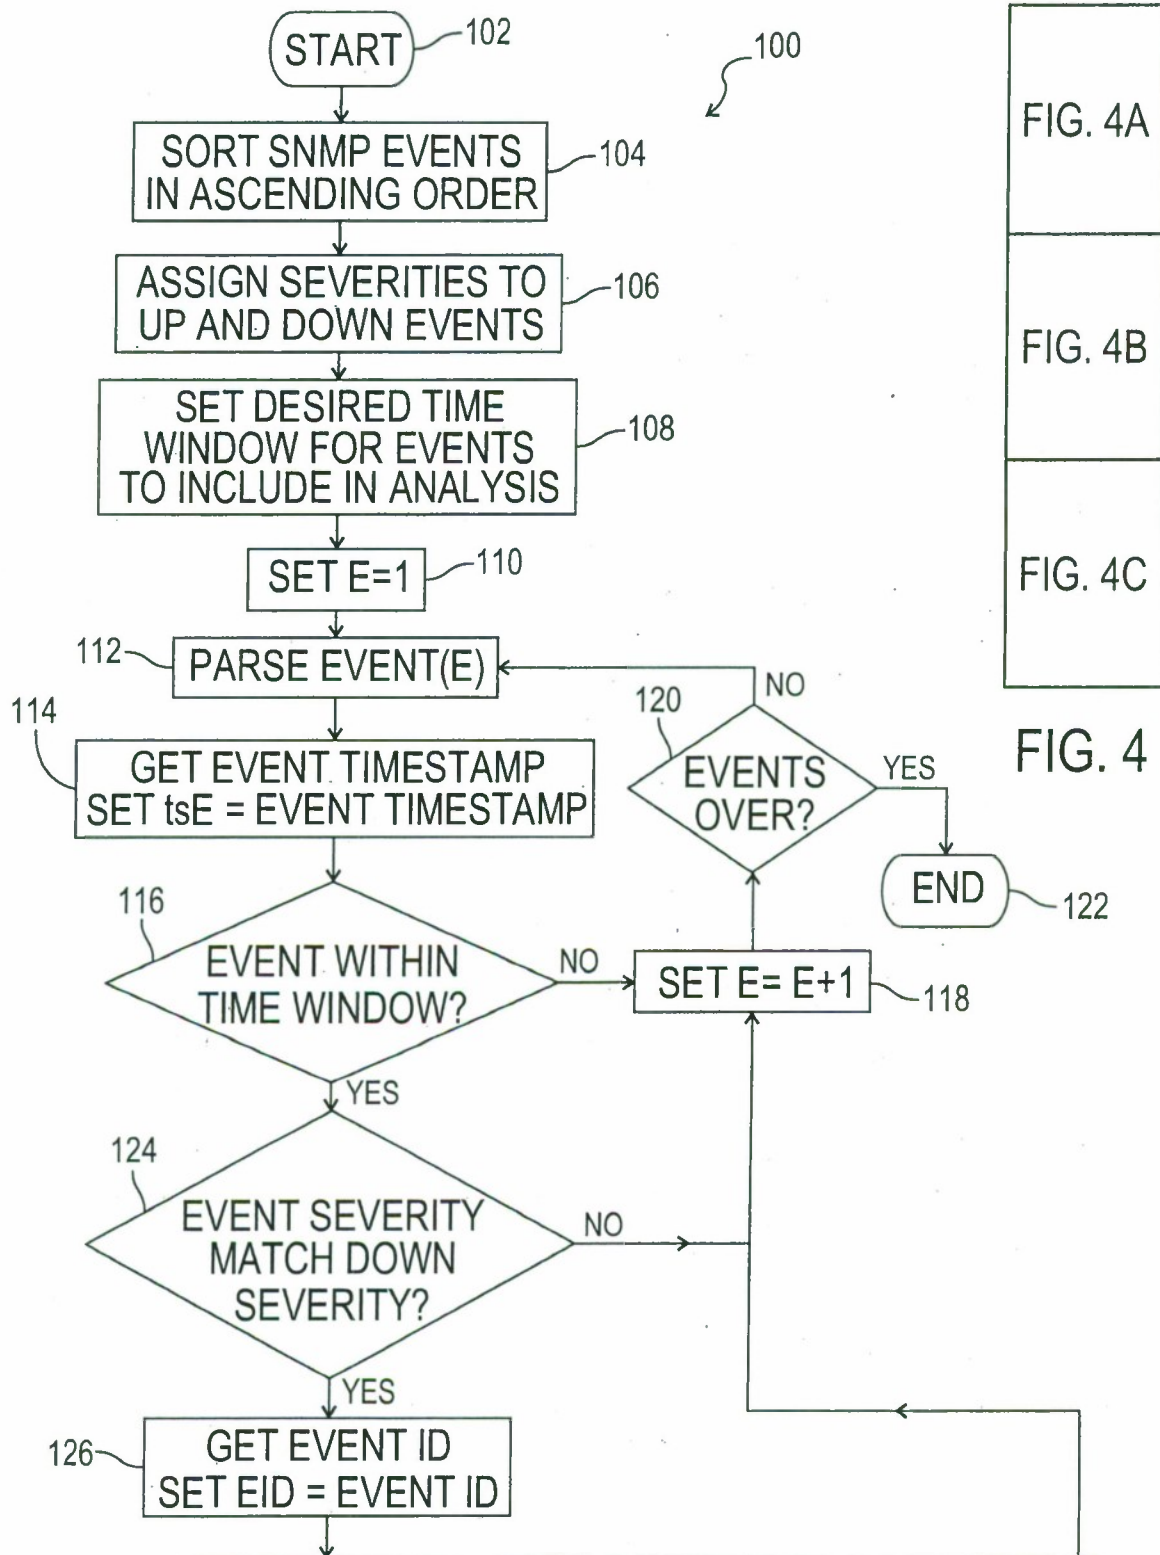 START
102
100
SORT SNMP EVENTS
IN ASCENDING ORDER
104
ASSIGN SEVERITIES TO
UP AND DOWN EVENTS
106
SET DESIRED TIME
WINDOW FOR EVENTS
TO INCLUDE IN ANALYSIS
108
SET E=1
110
112
PARSE EVENT(E)
114
GET EVENT TIMESTAMP
SET tsE = EVENT TIMESTAMP
116
EVENT WITHIN
TIME WINDOW?
NO
YES
SET E= E+1
118
120
EVENTS
OVER?
NO
YES
END
122
124
EVENT SEVERITY
MATCH DOWN
SEVERITY?
NO
YES
126
GET EVENT ID
SET EID = EVENT ID
FIG. 4A
FIG. 4B
FIG. 4C
FIG. 4